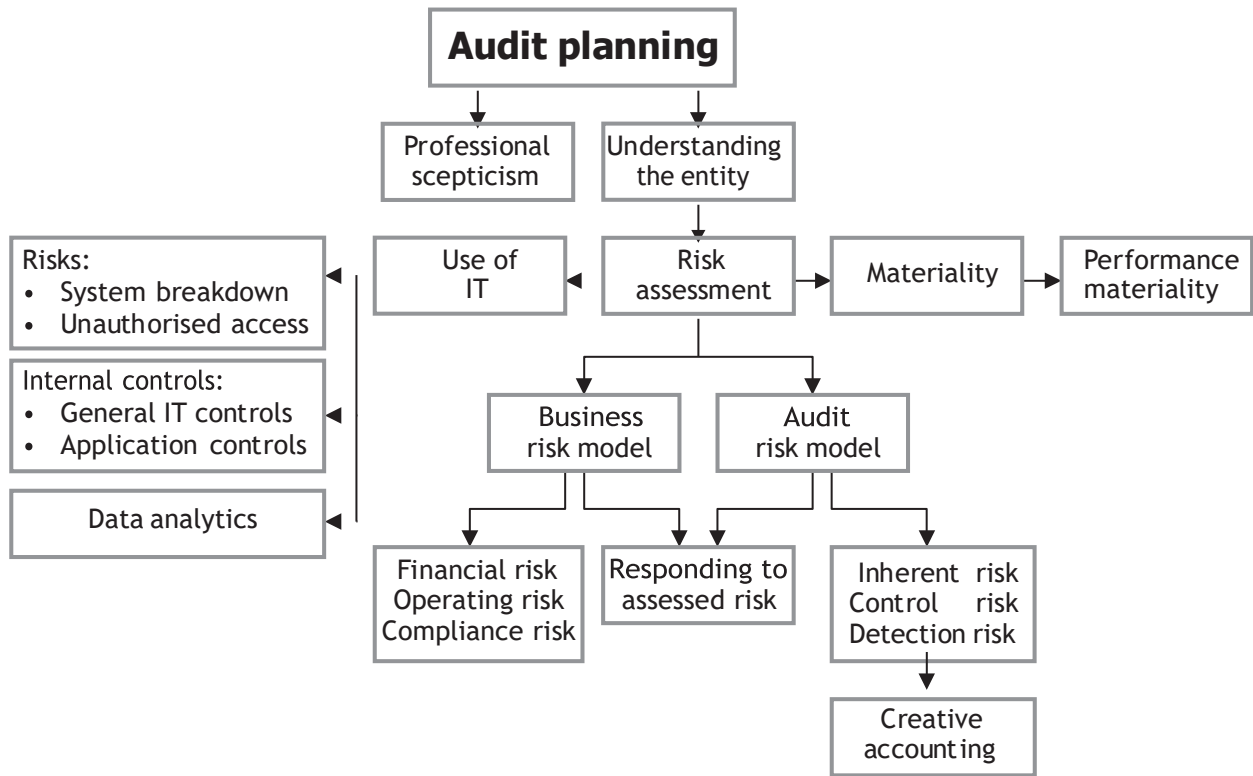 Audit planning
Professional
scepticism
Understanding
the entity
Risks:
• System breakdown
• Unauthorised access
Use of
IT
Risk
assessment
Materiality
Performance
materiality
Internal controls:
• General IT controls
• Application controls
Business
risk model
Audit
risk model
Data analytics
Financial risk
Operating risk
Compliance risk
Responding to
assessed risk
Inherent risk
Control risk
Detection risk
Creative
accounting